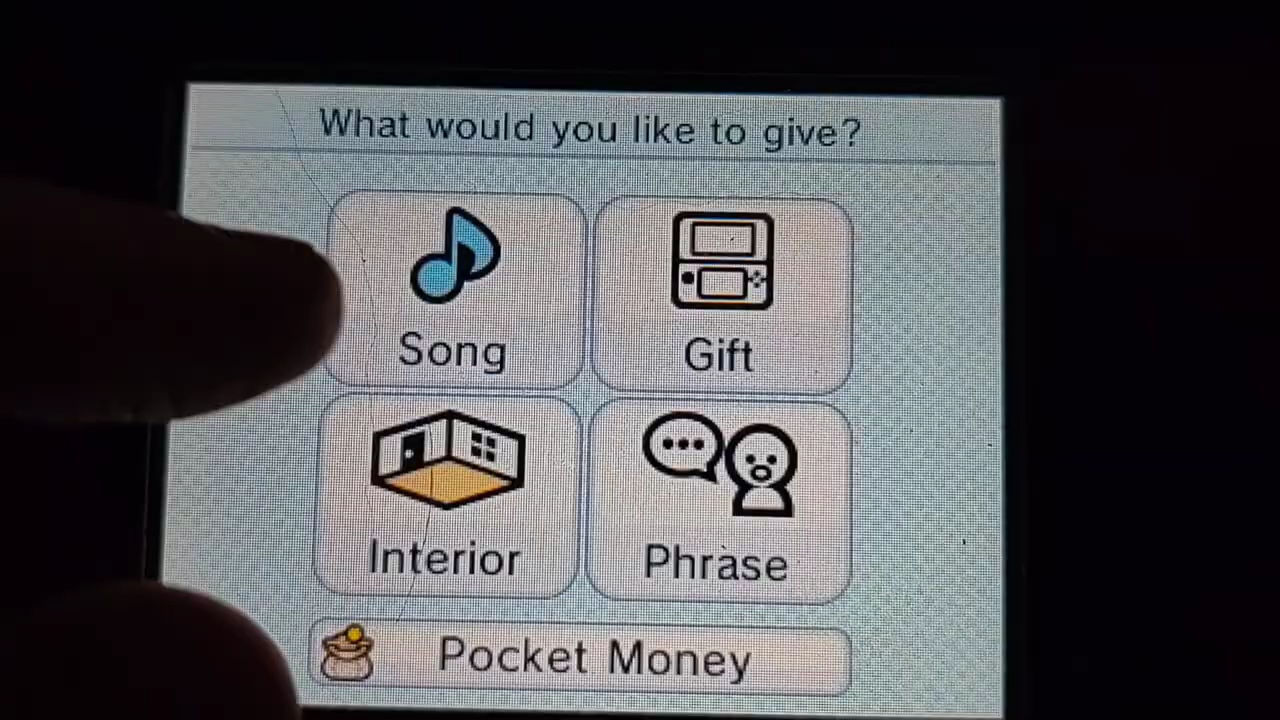 What would you like to give?
Song
Gift
Interior
Phrase
Pocket Money